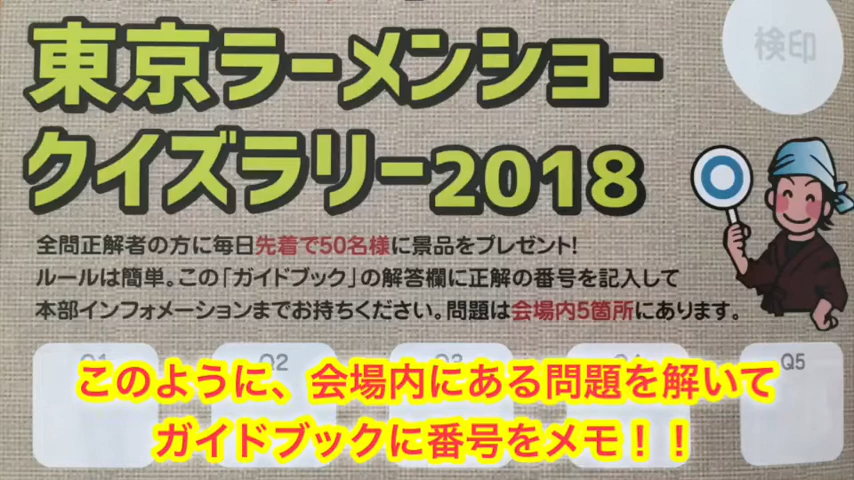 検印
東京ラーメンショー
クイズラリー2018
全問正解者の方に毎日先着で50名様に景品をプレゼント!
ルールは簡単。この「ガイドブック」の解答欄に正解の番号を記入して
本部インフォメーションまでお持ちください。問題は会場内5箇所にあります。
Q1 Q2 Q3 Q4 Q5
このように、会場内にある問題を解いて
ガイドブックに番号をメモ！！